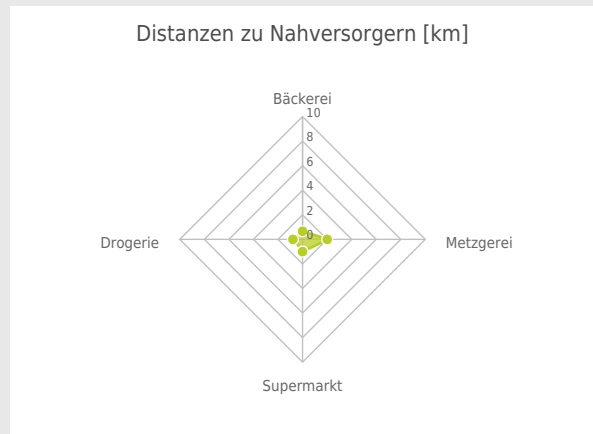 Distanzen zu Nahversorgern [km]
Bäckerei
10
8
6
4
2
0
Drogerie
Metzgerei
Supermarkt